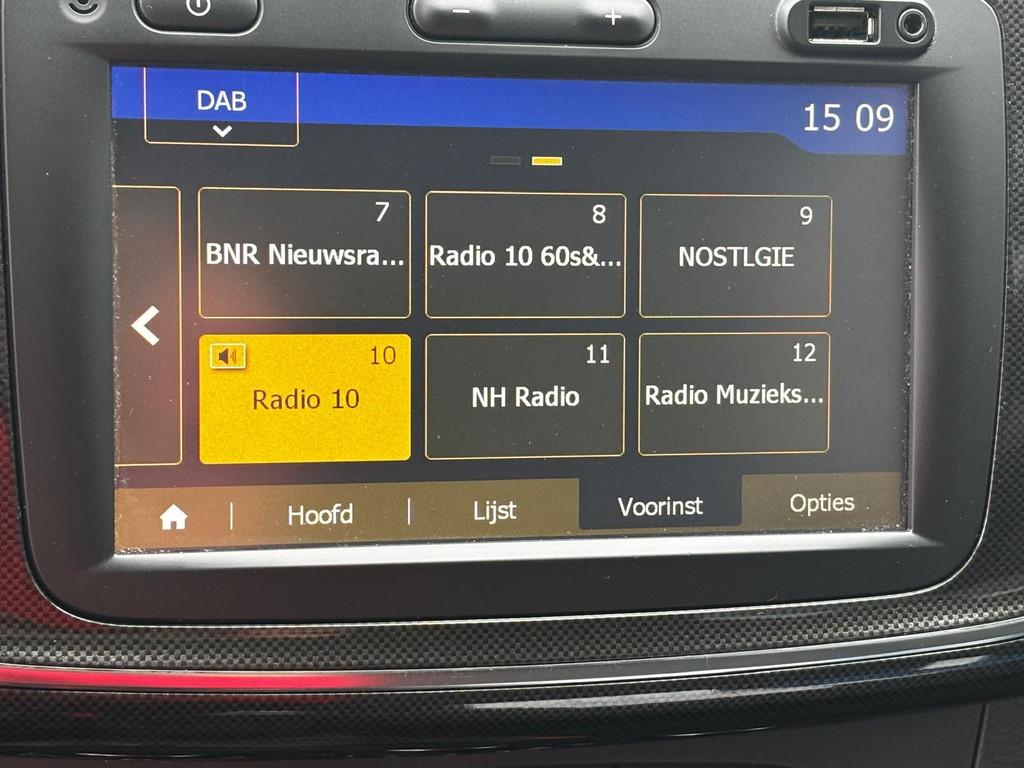 DAB
15 09
7
BNR Nieuwsra...
8
Radio 10 60s&...
9
NOSTLGIE
10
Radio 10
11
NH Radio
12
Radio Muzieks...
Hoofd
Lijst
Voorinst
Opties